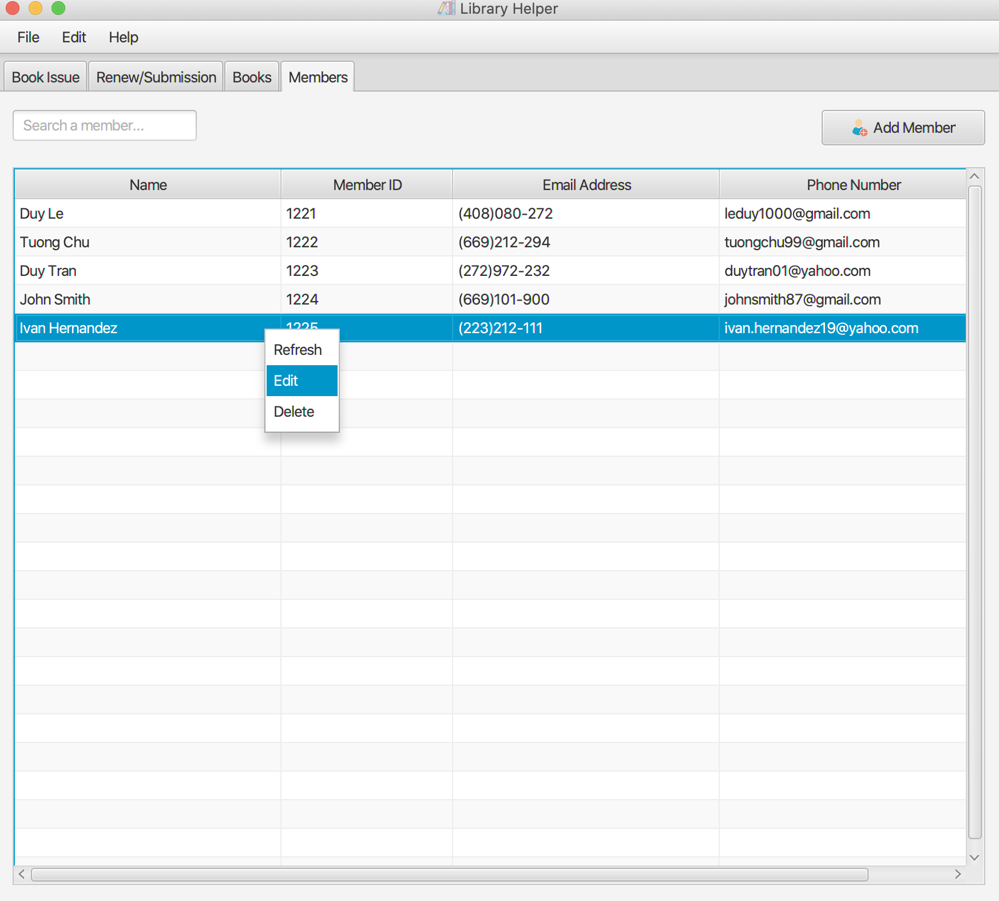 Library Helper
File Edit Help
Book Issue Renew/Submission Books Members
Search a member... Add Member
Name Member ID Email Address Phone Number
Duy Le 1221 (408)080-272 leduy1000@gmail.com
Tuong Chu 1222 (669)212-294 tuongchu99@gmail.com
Duy Tran 1223 (272)972-232 duytran01@yahoo.com
John Smith 1224 (669)101-900 johnsmith87@gmail.com
Ivan Hernandez 1225 (223)212-111 ivan.hernandez19@yahoo.com
Refresh
Edit
Delete